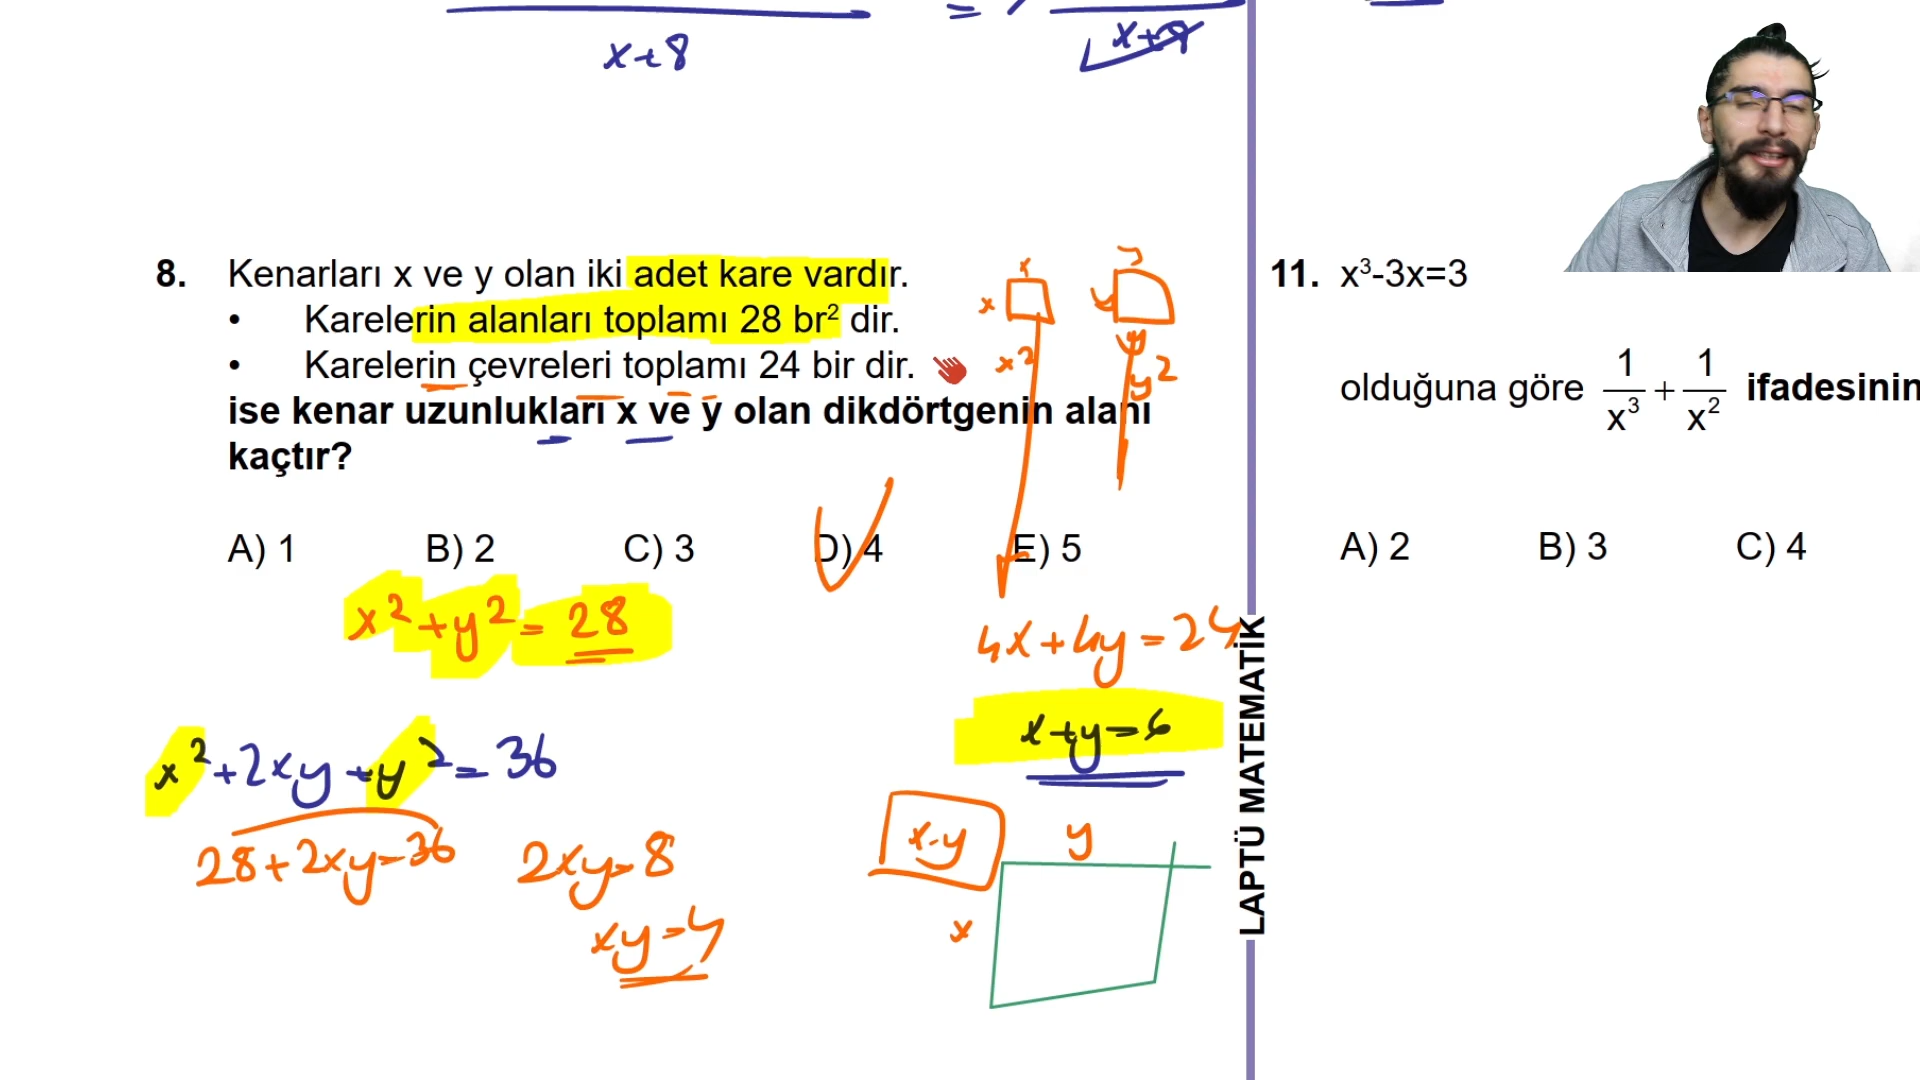 x+8
=
x+8
8. Kenarları x ve y olan iki adet kare vardır.
• Karelerin alanları toplamı 28 br² dir.
• Karelerin çevreleri toplamı 24 bir dir.
ise kenar uzunlukları x ve y olan dikdörtgenin alanı
kaçtır?
A) 1 B) 2 C) 3 D) 4 E) 5
x y
x y
x² y²
x²+y²=28
4x+4y=24
x+y=6
x²+2xy+y²=36
28+2xy=36 2xy=8
xy=4
x.y y
x
LAPTÜ MATEMATİK
11. x³-3x=3
olduğuna göre 1/x³ + 1/x² ifadesinin
A) 2 B) 3 C) 4